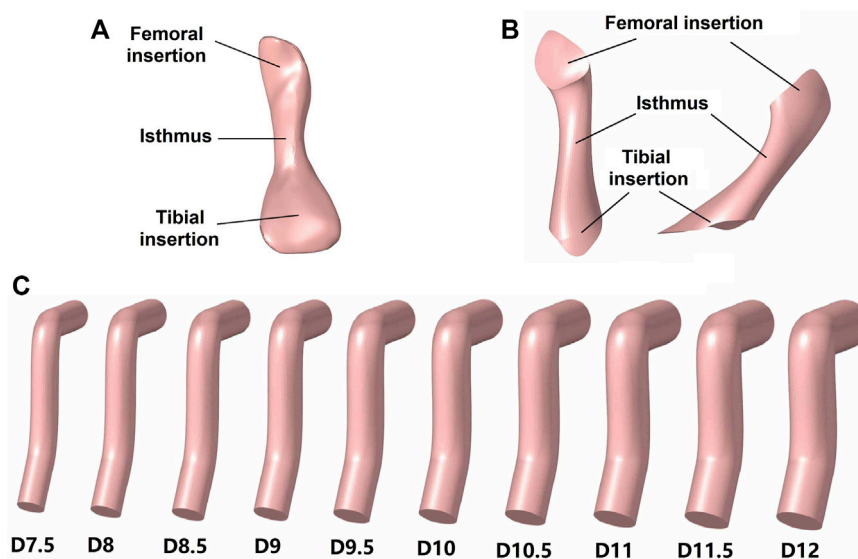 A
Femoral
insertion
Isthmus
Tibial
insertion
B
Femoral insertion
Isthmus
Tibial
insertion
C
D7.5 D8 D8.5 D9 D9.5 D10 D10.5 D11 D11.5 D12